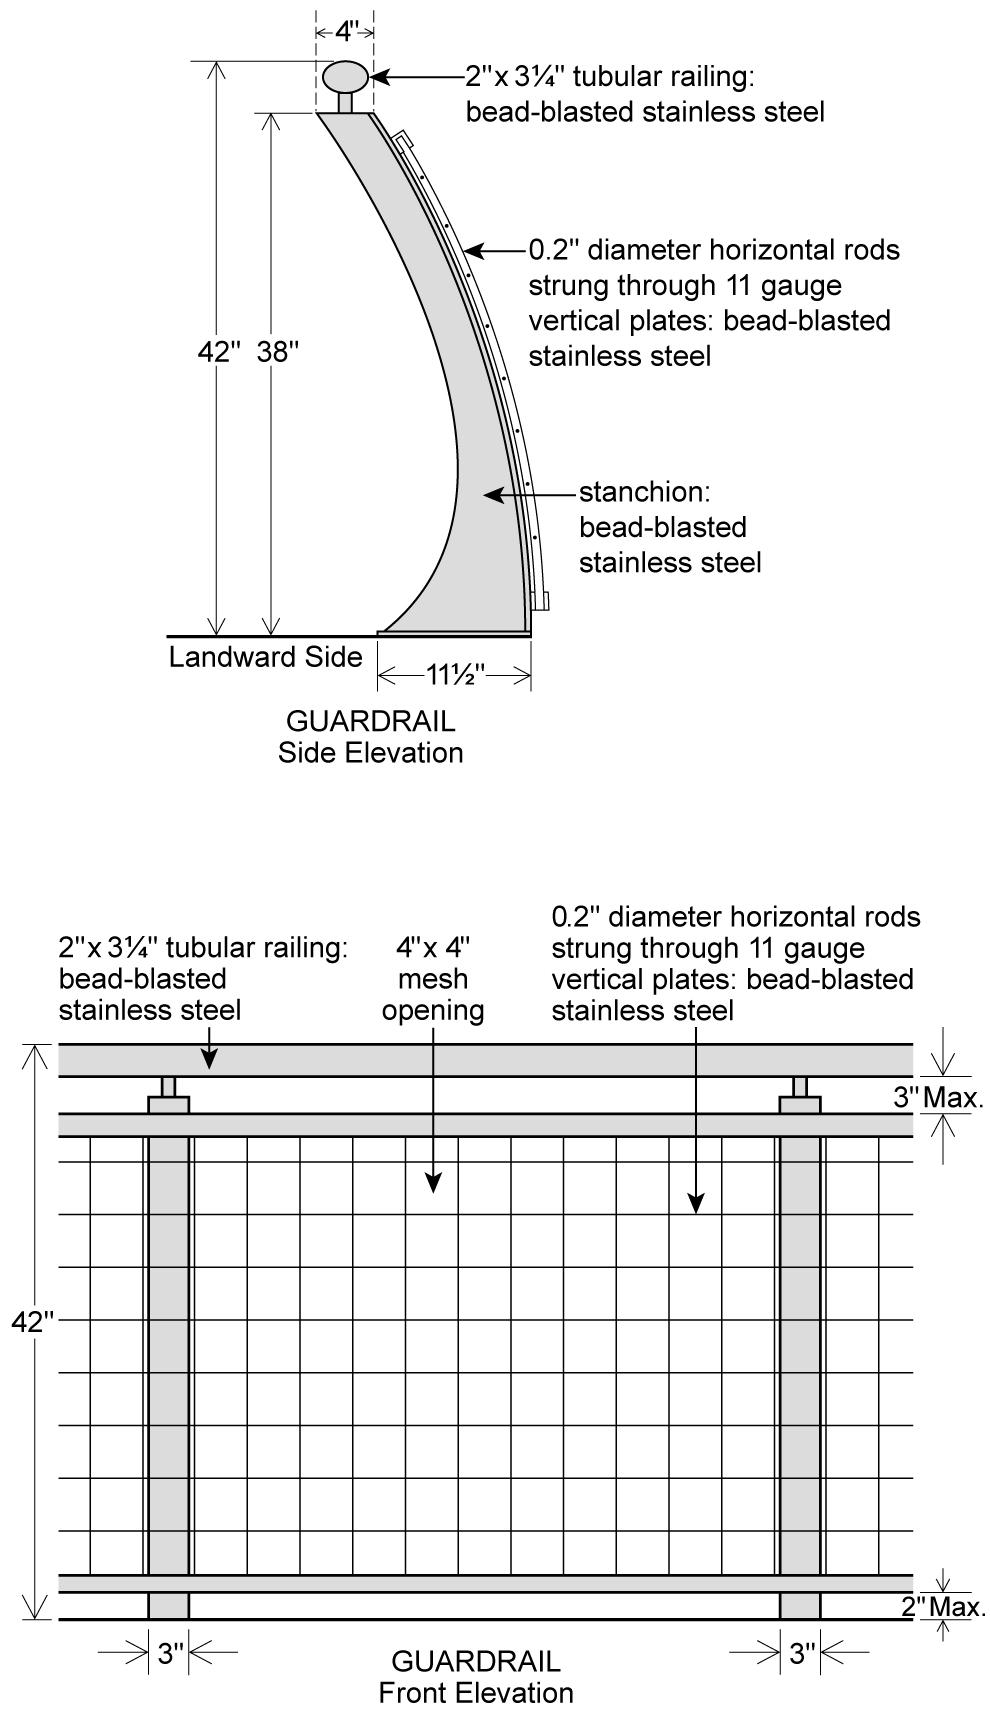 4"
2"x 3¼" tubular railing:
bead-blasted stainless steel
0.2" diameter horizontal rods
strung through 11 gauge
vertical plates: bead-blasted
stainless steel
42" 38"
stanchion:
bead-blasted
stainless steel
Landward Side
11½"
GUARDRAIL
Side Elevation
2"x 3¼" tubular railing:
bead-blasted
stainless steel
4"x 4"
mesh
opening
0.2" diameter horizontal rods
strung through 11 gauge
vertical plates: bead-blasted
stainless steel
3" Max.
42"
2" Max.
3"
3"
GUARDRAIL
Front Elevation